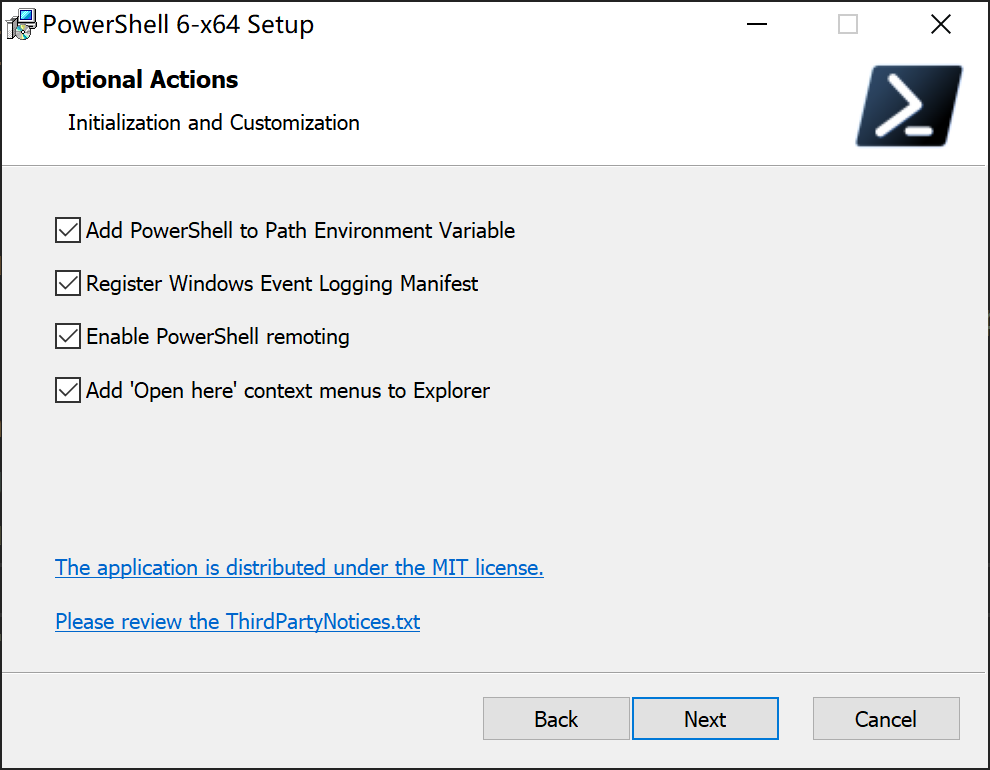 PowerShell 6-x64 Setup
Optional Actions
Initialization and Customization
Add PowerShell to Path Environment Variable
Register Windows Event Logging Manifest
Enable PowerShell remoting
Add 'Open here' context menus to Explorer
The application is distributed under the MIT license.
Please review the ThirdPartyNotices.txt
Back Next Cancel